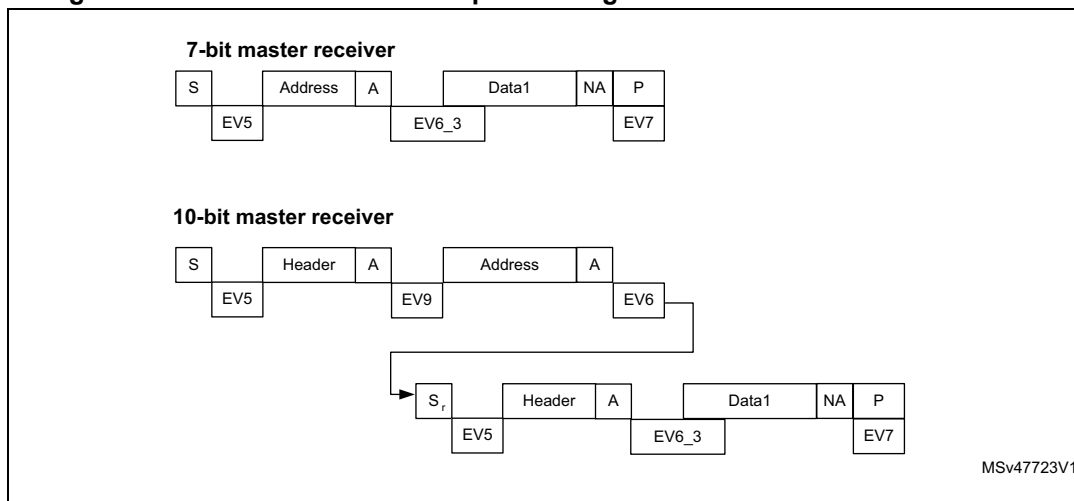 7-bit master receiver
S Address A Data1 NA P
EV5 EV6_3 EV7
10-bit master receiver
S Header A Address A
EV5 EV9 EV6
Sr Header A Data1 NA P
EV5 EV6_3 EV7
MSv47723V1